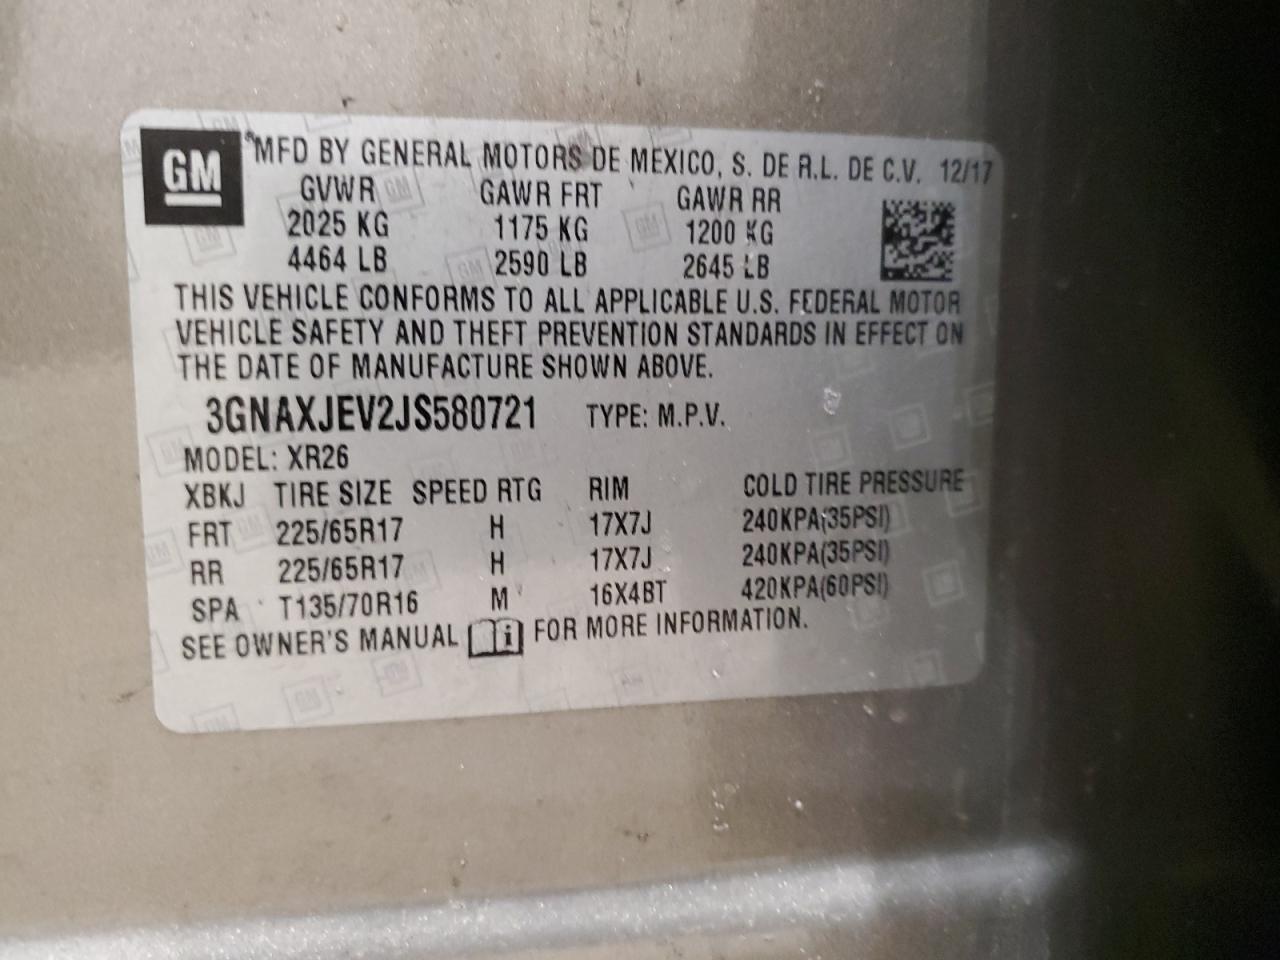 GM
MFD BY GENERAL MOTORS DE MEXICO, S. DE R.L. DE C.V. 12/17
GVWR GAWR FRT GAWR RR
2025 KG 1175 KG 1200 KG
4464 LB 2590 LB 2645 LB
THIS VEHICLE CONFORMS TO ALL APPLICABLE U.S. FEDERAL MOTOR
VEHICLE SAFETY AND THEFT PREVENTION STANDARDS IN EFFECT ON
THE DATE OF MANUFACTURE SHOWN ABOVE.
3GNAXJEV2JS580721 TYPE: M.P.V.
MODEL: XR26
XBKJ TIRE SIZE SPEED RTG RIM COLD TIRE PRESSURE
FRT 225/65R17 H 17X7J 240KPA(35PSI)
RR 225/65R17 H 17X7J 240KPA(35PSI)
SPA T135/70R16 M 16X4BT 420KPA(60PSI)
SEE OWNER'S MANUAL i FOR MORE INFORMATION.